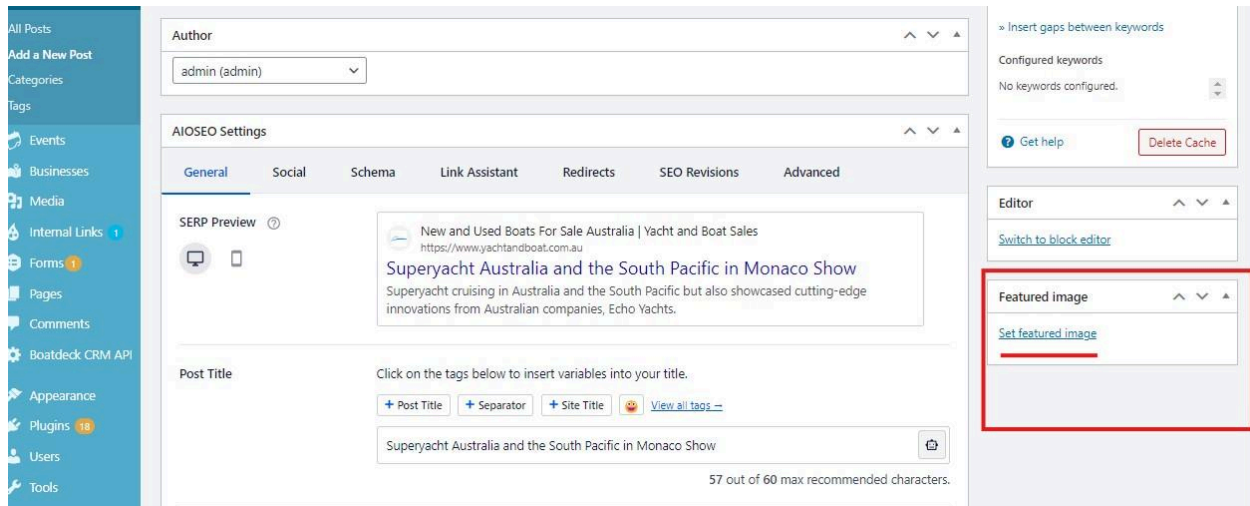 All Posts
Add a New Post
Categories
Tags
Events
Businesses
Media
Internal Links 1
Forms 1
Pages
Comments
Boatdeck CRM API
Appearance
Plugins 18
Users
Tools
Author
admin (admin)
AIOSEO Settings
General Social Schema Link Assistant Redirects SEO Revisions Advanced
SERP Preview
New and Used Boats For Sale Australia | Yacht and Boat Sales
https://www.yachtandboat.com.au
Superyacht Australia and the South Pacific in Monaco Show
Superyacht cruising in Australia and the South Pacific but also showcased cutting-edge
innovations from Australian companies, Echo Yachts.
Post Title
Click on the tags below to insert variables into your title.
+ Post Title + Separator + Site Title View all tags →
Superyacht Australia and the South Pacific in Monaco Show
57 out of 60 max recommended characters.
» Insert gaps between keywords
Configured keywords
No keywords configured.
Get help Delete Cache
Editor
Switch to block editor
Featured image
Set featured image